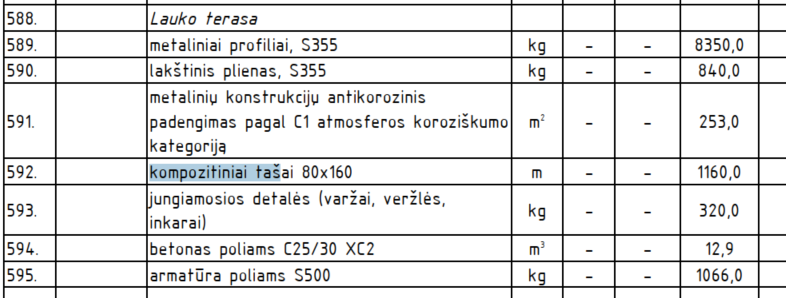 588. Lauko terasa
589. metaliniai profiliai, S355 kg – – 8350,0
590. lakštinis plienas, S355 kg – – 840,0
metalinių konstrukcijų antikorozinis
591. padengimas pagal C1 atmosferos koroziškumo m² – – 253,0
kategoriją
592. kompozitiniai tašai 80x160 m – – 1160,0
jungiamosios detalės (varžai, veržlės,
593. inkarai) kg – – 320,0
594. betonas poliams C25/30 XC2 m³ – – 12,9
595. armatūra poliams S500 kg – – 1066,0